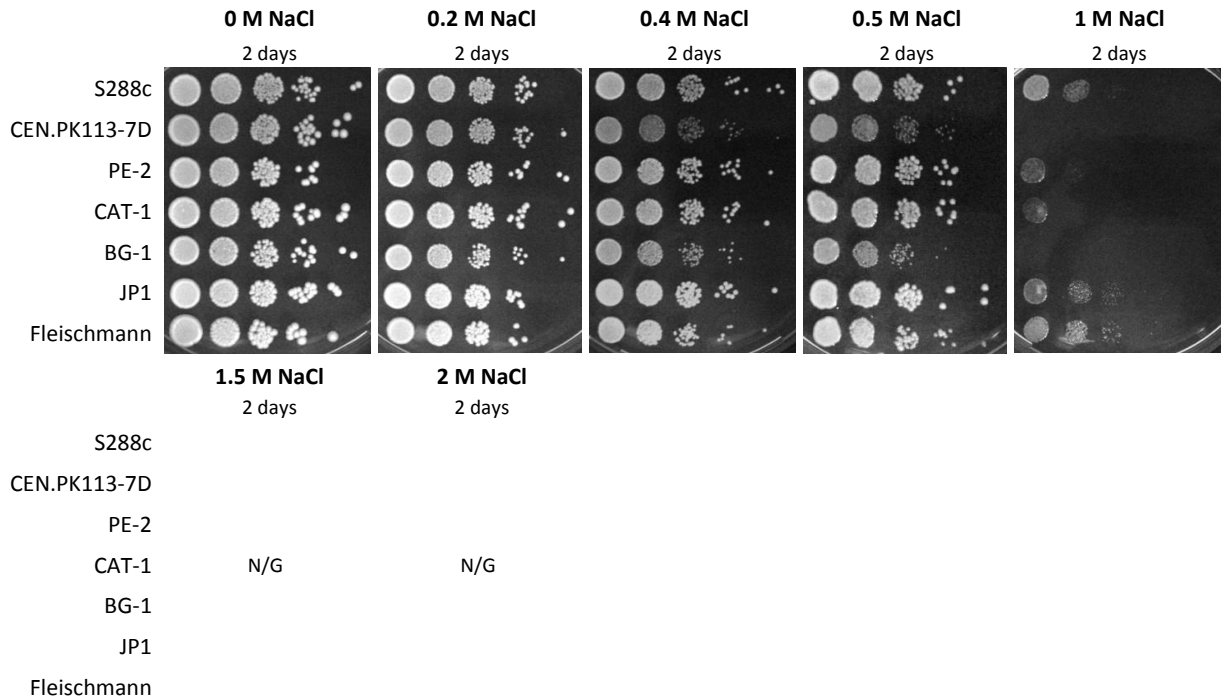 0 M NaCl 0.2 M NaCl 0.4 M NaCl 0.5 M NaCl 1 M NaCl
2 days 2 days 2 days 2 days 2 days
S288c
CEN.PK113-7D
PE-2
CAT-1
BG-1
JP1
Fleischmann
1.5 M NaCl 2 M NaCl
2 days 2 days
S288c
CEN.PK113-7D
PE-2
CAT-1 N/G N/G
BG-1
JP1
Fleischmann